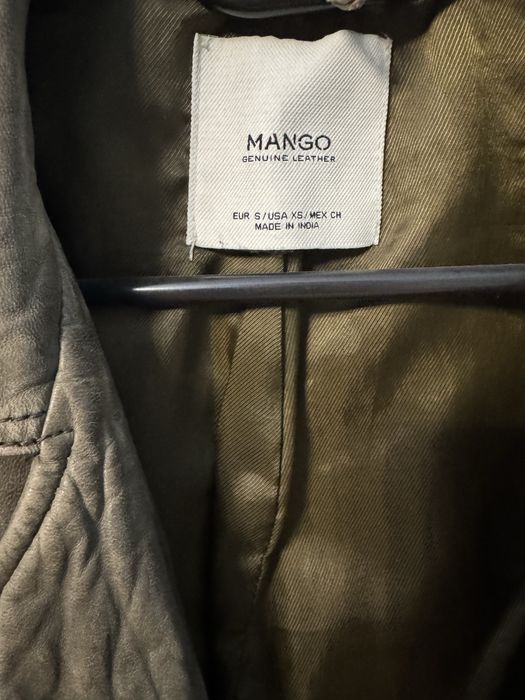 MANGO
GENUINE LEATHER
EUR S/USA XS/MEX CH
MADE IN INDIA